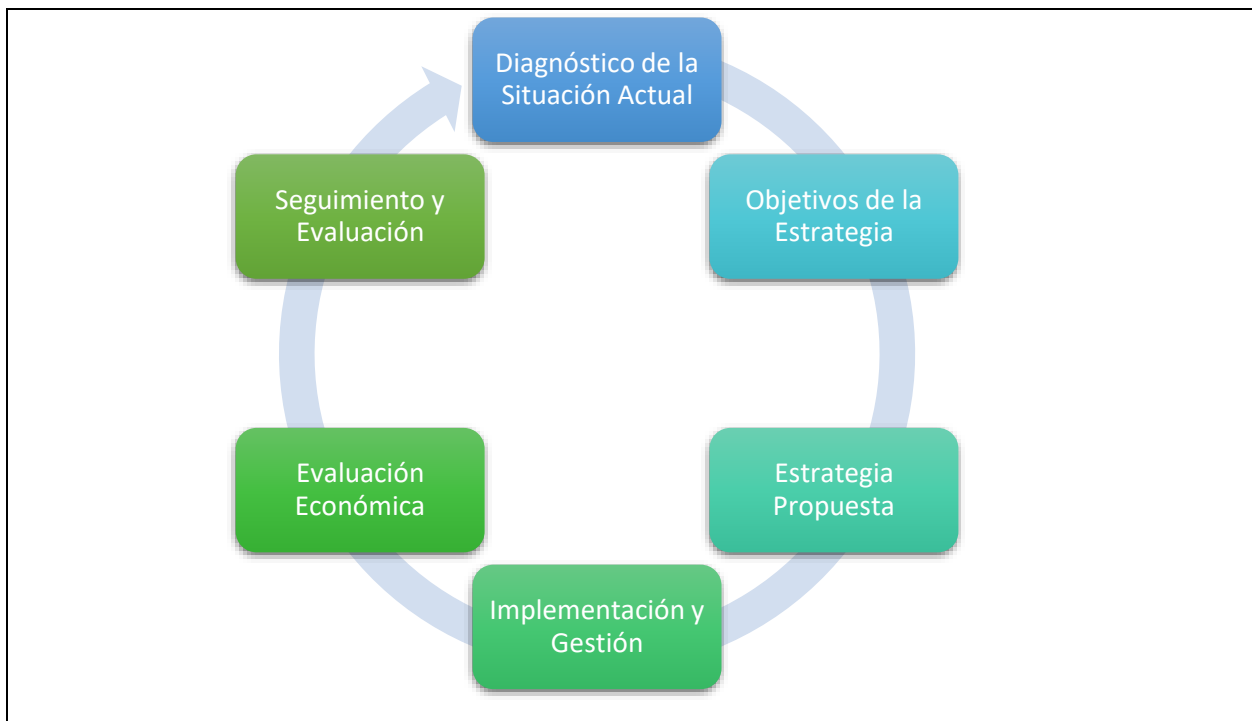 Diagnóstico de la
Situación Actual
Objetivos de la
Estrategia
Estrategia
Propuesta
Implementación y
Gestión
Evaluación
Económica
Seguimiento y
Evaluación